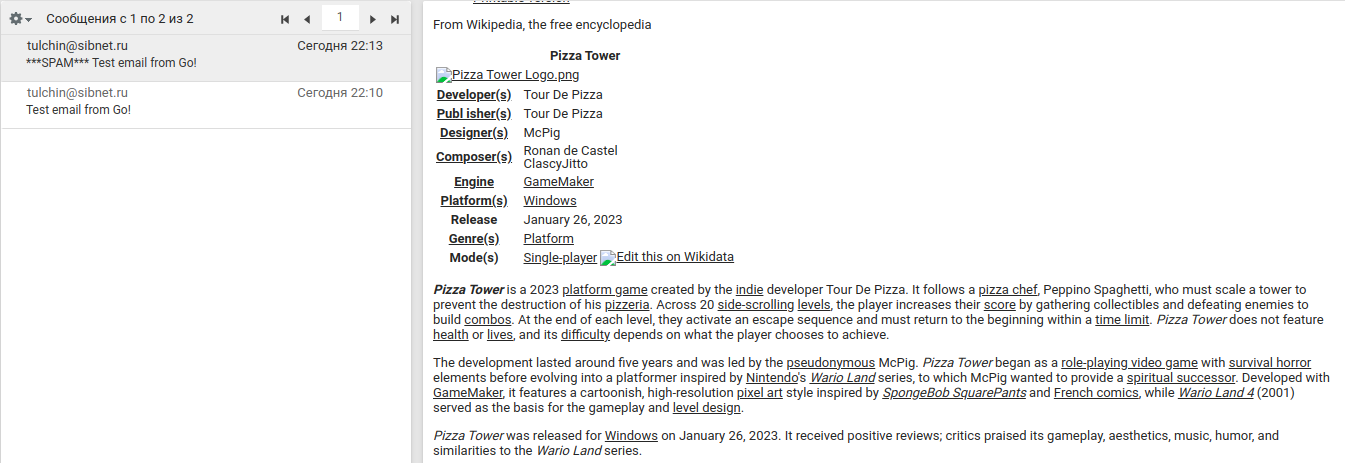 Сообщения с 1 по 2 из 2
1
tulchin@sibnet.ru Сегодня 22:13
***SPAM*** Test email from Go!
tulchin@sibnet.ru Сегодня 22:10
Test email from Go!
Printable version
From Wikipedia, the free encyclopedia
Pizza Tower
Pizza Tower Logo.png
Developer(s) Tour De Pizza
Publ isher(s) Tour De Pizza
Designer(s) McPig
Composer(s) Ronan de Castel
ClascyJitto
Engine GameMaker
Platform(s) Windows
Release January 26, 2023
Genre(s) Platform
Mode(s) Single-player Edit this on Wikidata
Pizza Tower is a 2023 platform game created by the indie developer Tour De Pizza. It follows a pizza chef, Peppino Spaghetti, who must scale a tower to
prevent the destruction of his pizzeria. Across 20 side-scrolling levels, the player increases their score by gathering collectibles and defeating enemies to
build combos. At the end of each level, they activate an escape sequence and must return to the beginning within a time limit. Pizza Tower does not feature
health or lives, and its difficulty depends on what the player chooses to achieve.
The development lasted around five years and was led by the pseudonymous McPig. Pizza Tower began as a role-playing video game with survival horror
elements before evolving into a platformer inspired by Nintendo's Wario Land series, to which McPig wanted to provide a spiritual successor. Developed with
GameMaker, it features a cartoonish, high-resolution pixel art style inspired by SpongeBob SquarePants and French comics, while Wario Land 4 (2001)
served as the basis for the gameplay and level design.
Pizza Tower was released for Windows on January 26, 2023. It received positive reviews; critics praised its gameplay, aesthetics, music, humor, and
similarities to the Wario Land series.